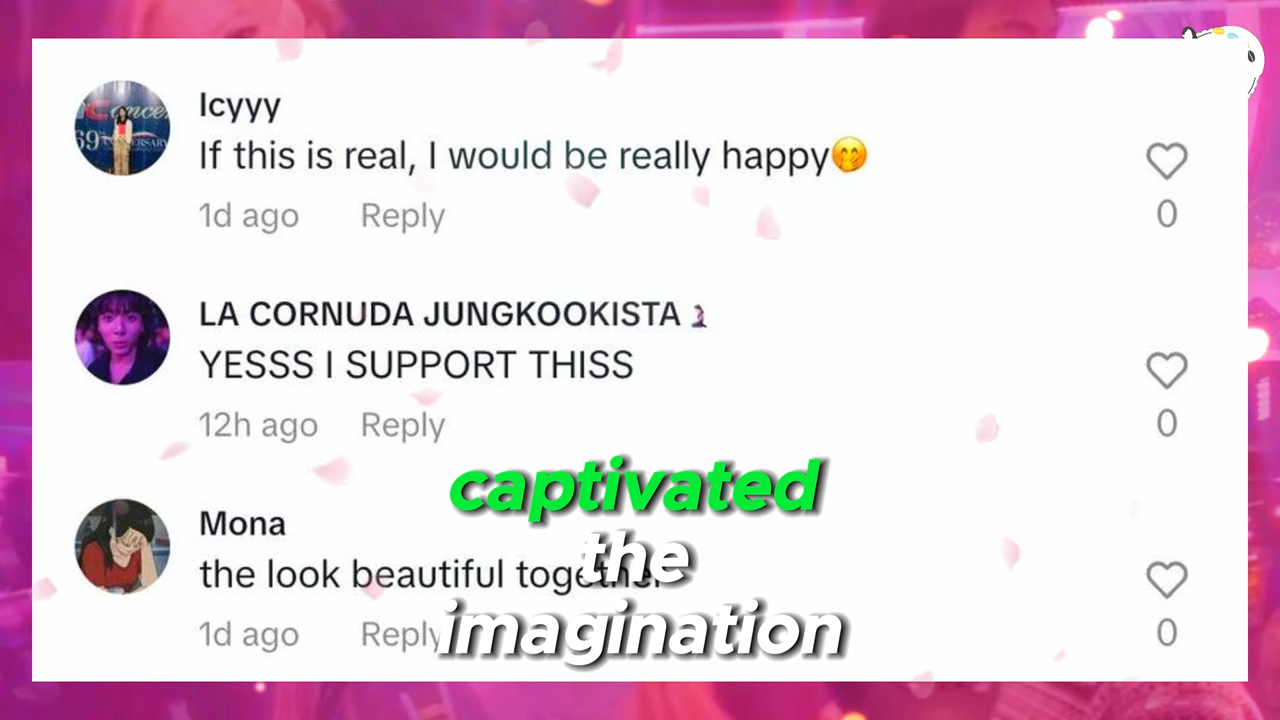 Icyyy
If this is real, I would be really happy🤭
1d ago Reply
0
LA CORNUDA JUNGKOOKISTA
YESSS I SUPPORT THISS
12h ago Reply
0
Mona
the look beautiful together
1d ago Reply
0
captivated
the
imagination